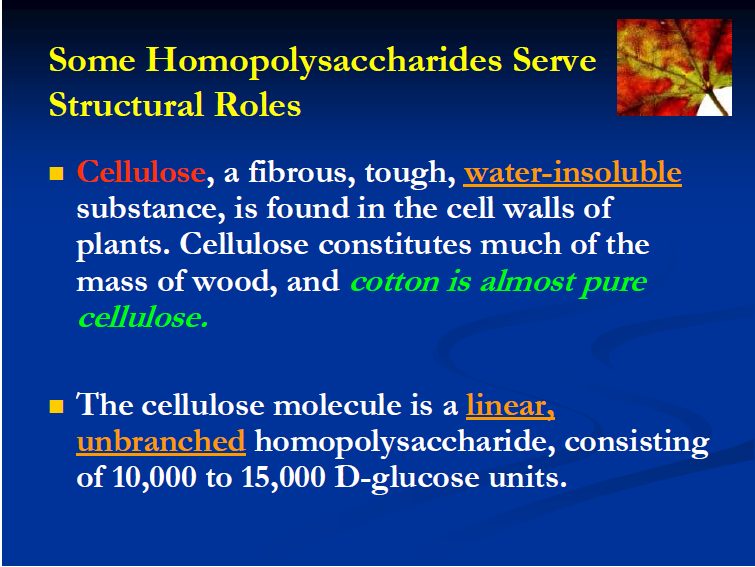 Some Homopolysaccharides Serve
Structural Roles
Cellulose, a fibrous, tough, water-insoluble
substance, is found in the cell walls of
plants. Cellulose constitutes much of the
mass of wood, and cotton is almost pure
cellulose.
The cellulose molecule is a linear,
unbranched homopolysaccharide, consisting
of 10,000 to 15,000 D-glucose units.